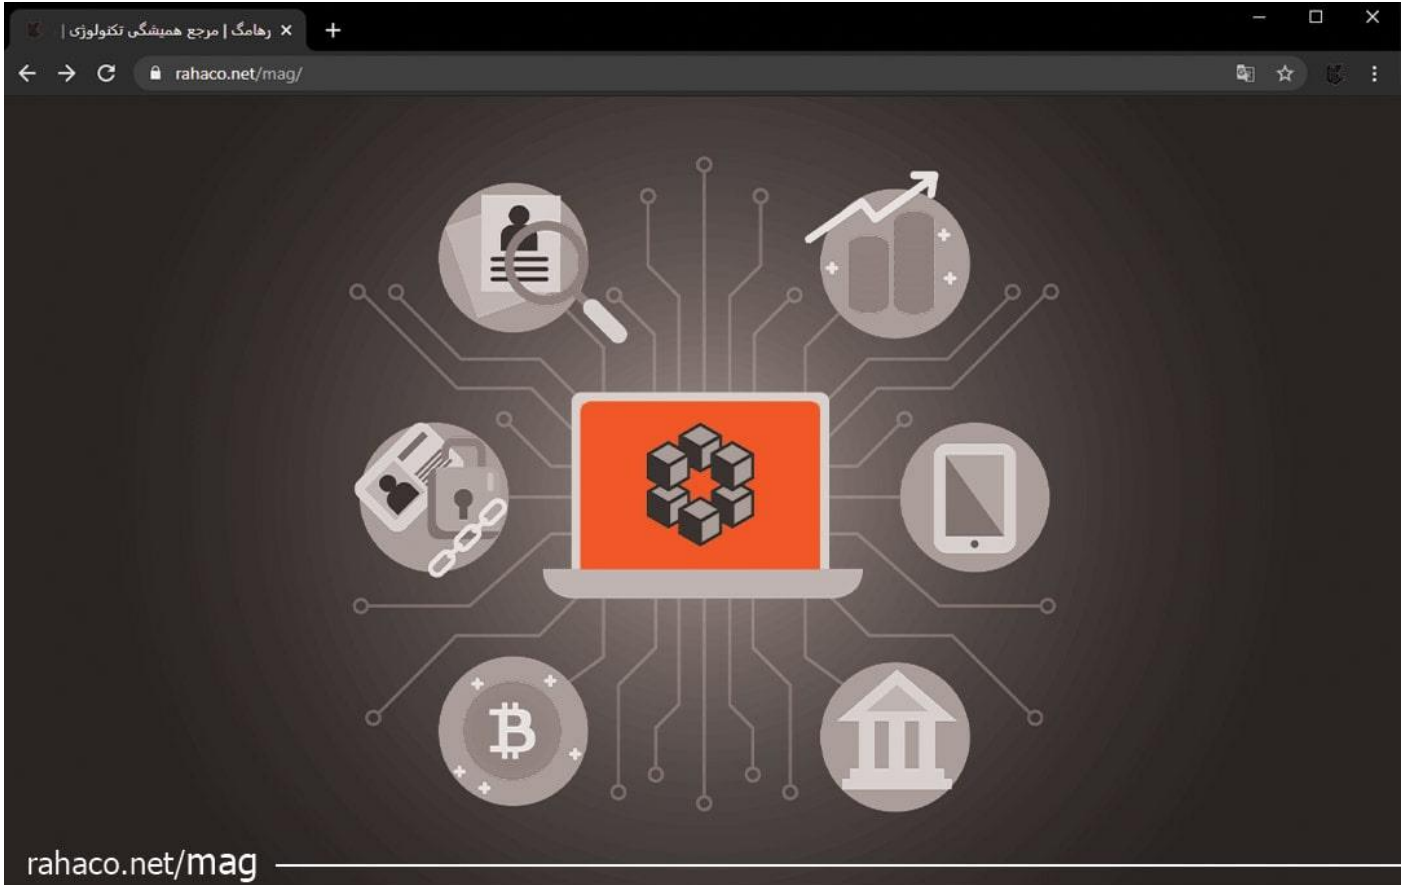 رهامگ | مرجع همیشگی تکنولوژی |
rahaco.net/mag/
rahaco.net/mag